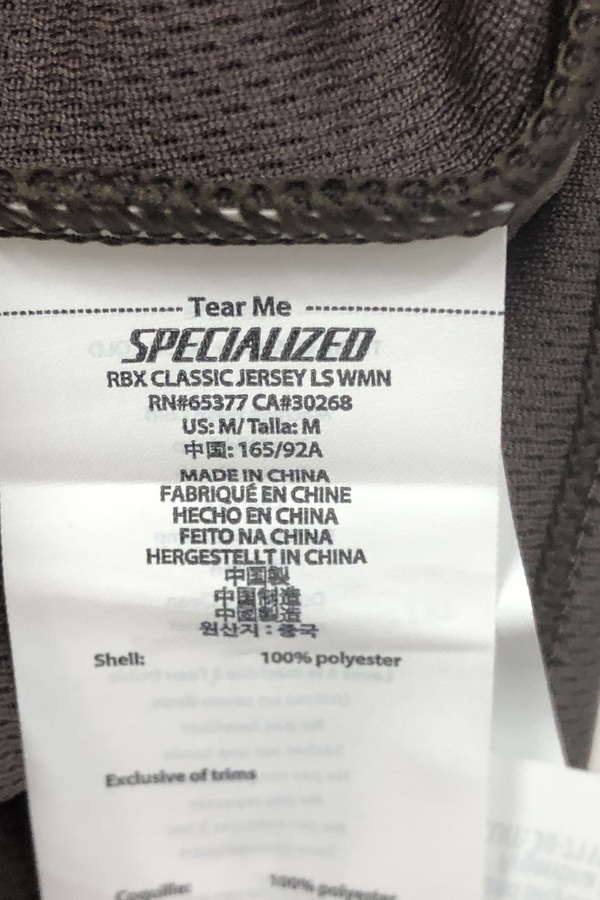 Tear Me
SPECIALIZED
RBX CLASSIC JERSEY LS WMN
RN#65377 CA#30268
US: M/ Talla: M
中国: 165/92A
MADE IN CHINA
FABRIQUÉ EN CHINE
HECHO EN CHINA
FEITO NA CHINA
HERGESTELLT IN CHINA
中国製
中国制造
中国製造
원산지 : 중국
Shell: 100% polyester
Exclusive of trims
Coquille: 100% polyester